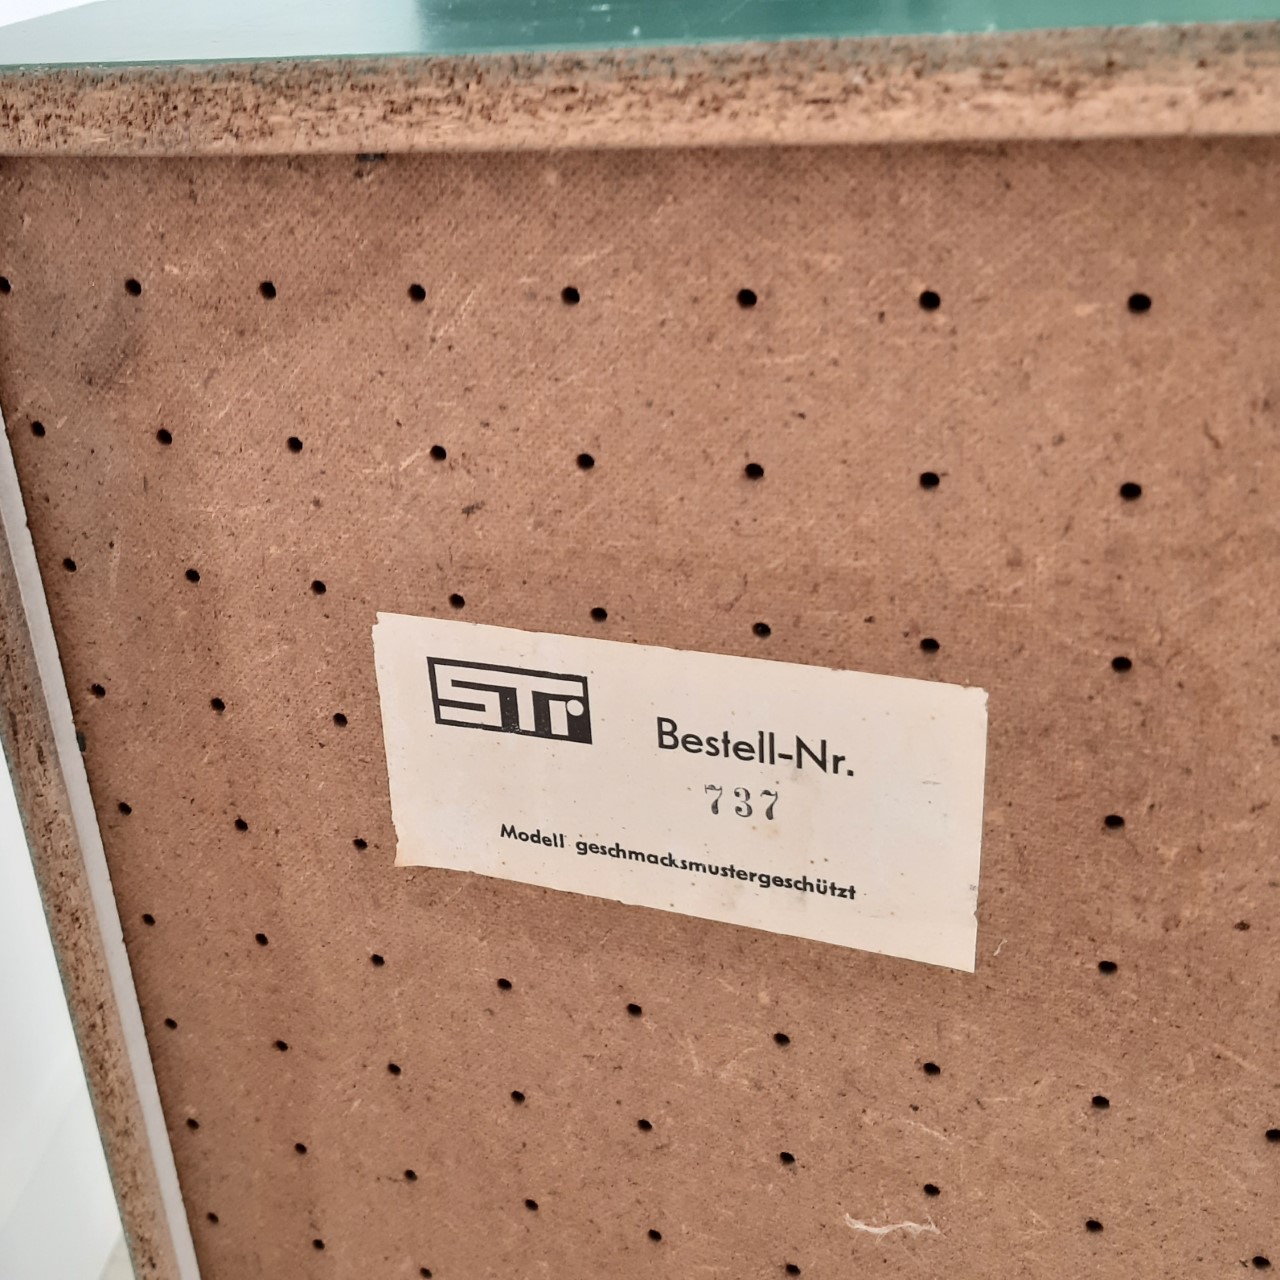 STr
Bestell-Nr.
737
Modell geschmacksmustergeschützt